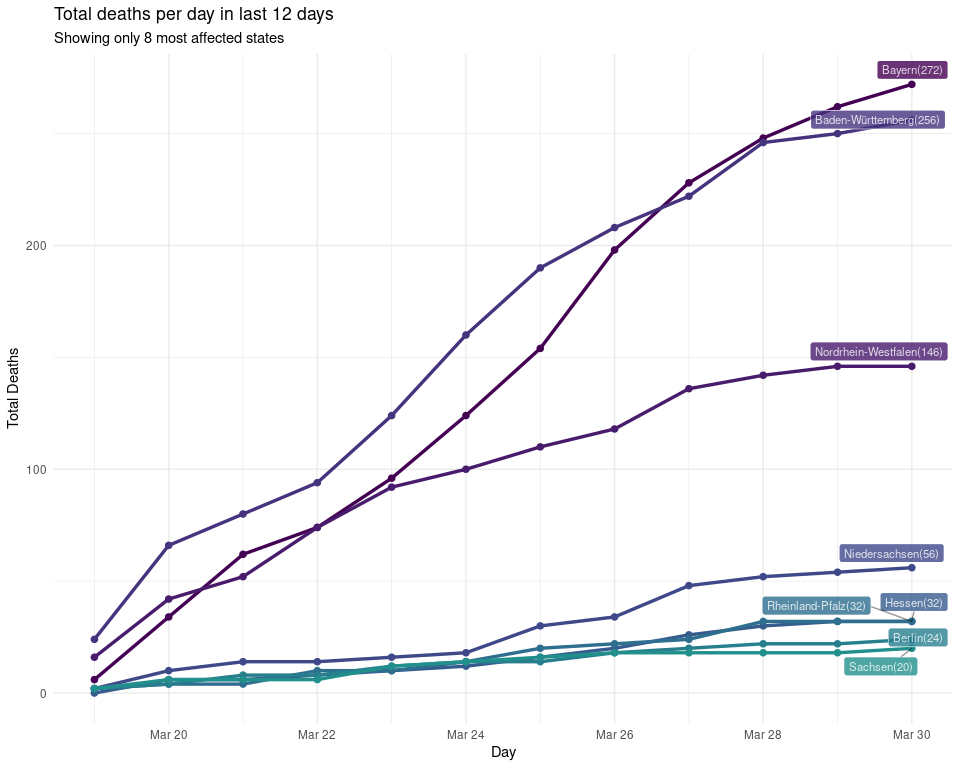 Total deaths per day in last 12 days
Showing only 8 most affected states
Bayern(272)
Baden-Württemberg(256)
200
Nordrhein-Westfalen(146)
100
Niedersachsen(56)
Hessen(32)
Rheinland-Pfalz(32)
Berlin(24)
Sachsen(20)
0
Mar 20
Mar 22
Mar 24
Mar 26
Mar 28
Mar 30
Day
Total Deaths